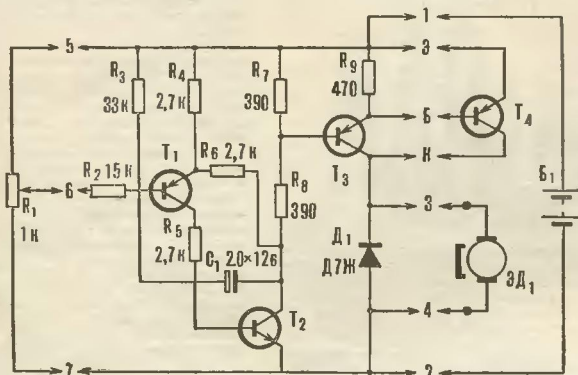 1
5
Э
R₃
33к
R₄
2,7к
R₇
390
R₉
470
Б
T₄
К
T₁
R₆ 2,7к
T₃
R₂ 15к
6
R₁
1к
R₅
2,7к
C₁ 20×12в
R₈
390
Д₁
Д7Ж
3
ЭД₁
4
Б₁
T₂
7
2